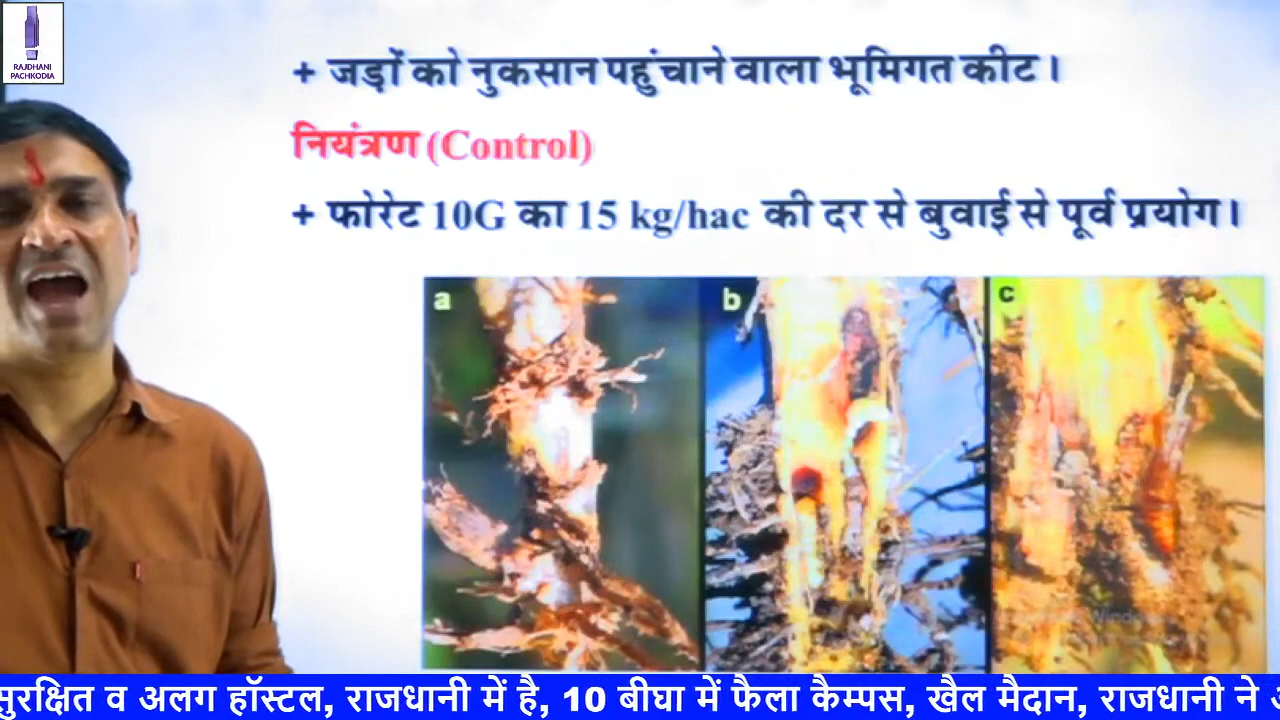 RAJDHANI
PACHKODIA
+ जड़ों को नुकसान पहुंचाने वाला भूमिगत कीट।
नियंत्रण (Control)
+ फोरेट 10G का 15 kg/hac की दर से बुवाई से पूर्व प्रयोग।
a b c
सुरक्षित व अलग हॉस्टल, राजधानी में है, 10 बीघा में फैला कैम्पस, खैल मैदान, राजधानी ने